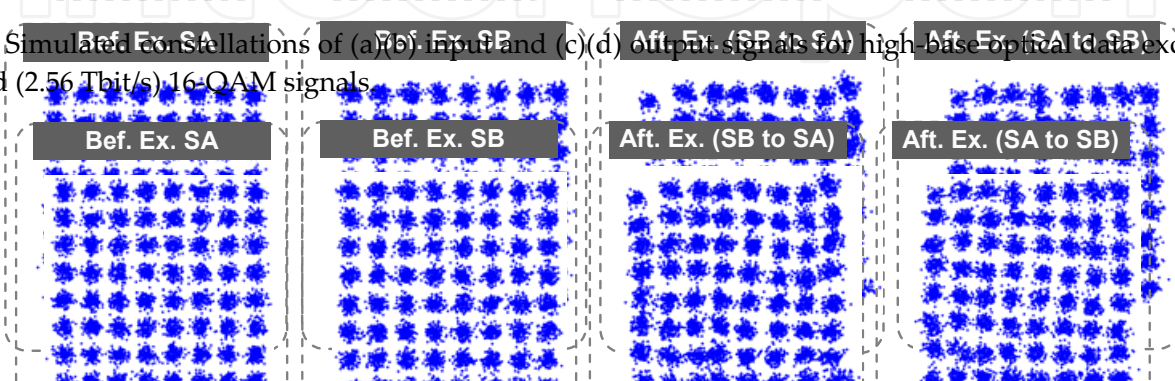 Bef. Ex. SA Bef. Ex. SB Aft. Ex. (SB to SA) Aft. Ex. (SA to SB)
Simulated constellations of (a)(b) input and (c)(d) output signals for high-base optical data exc
(2.56 Tbit/s) 16-QAM signals.
Bef. Ex. SA Bef. Ex. SB Aft. Ex. (SB to SA) Aft. Ex. (SA to SB)